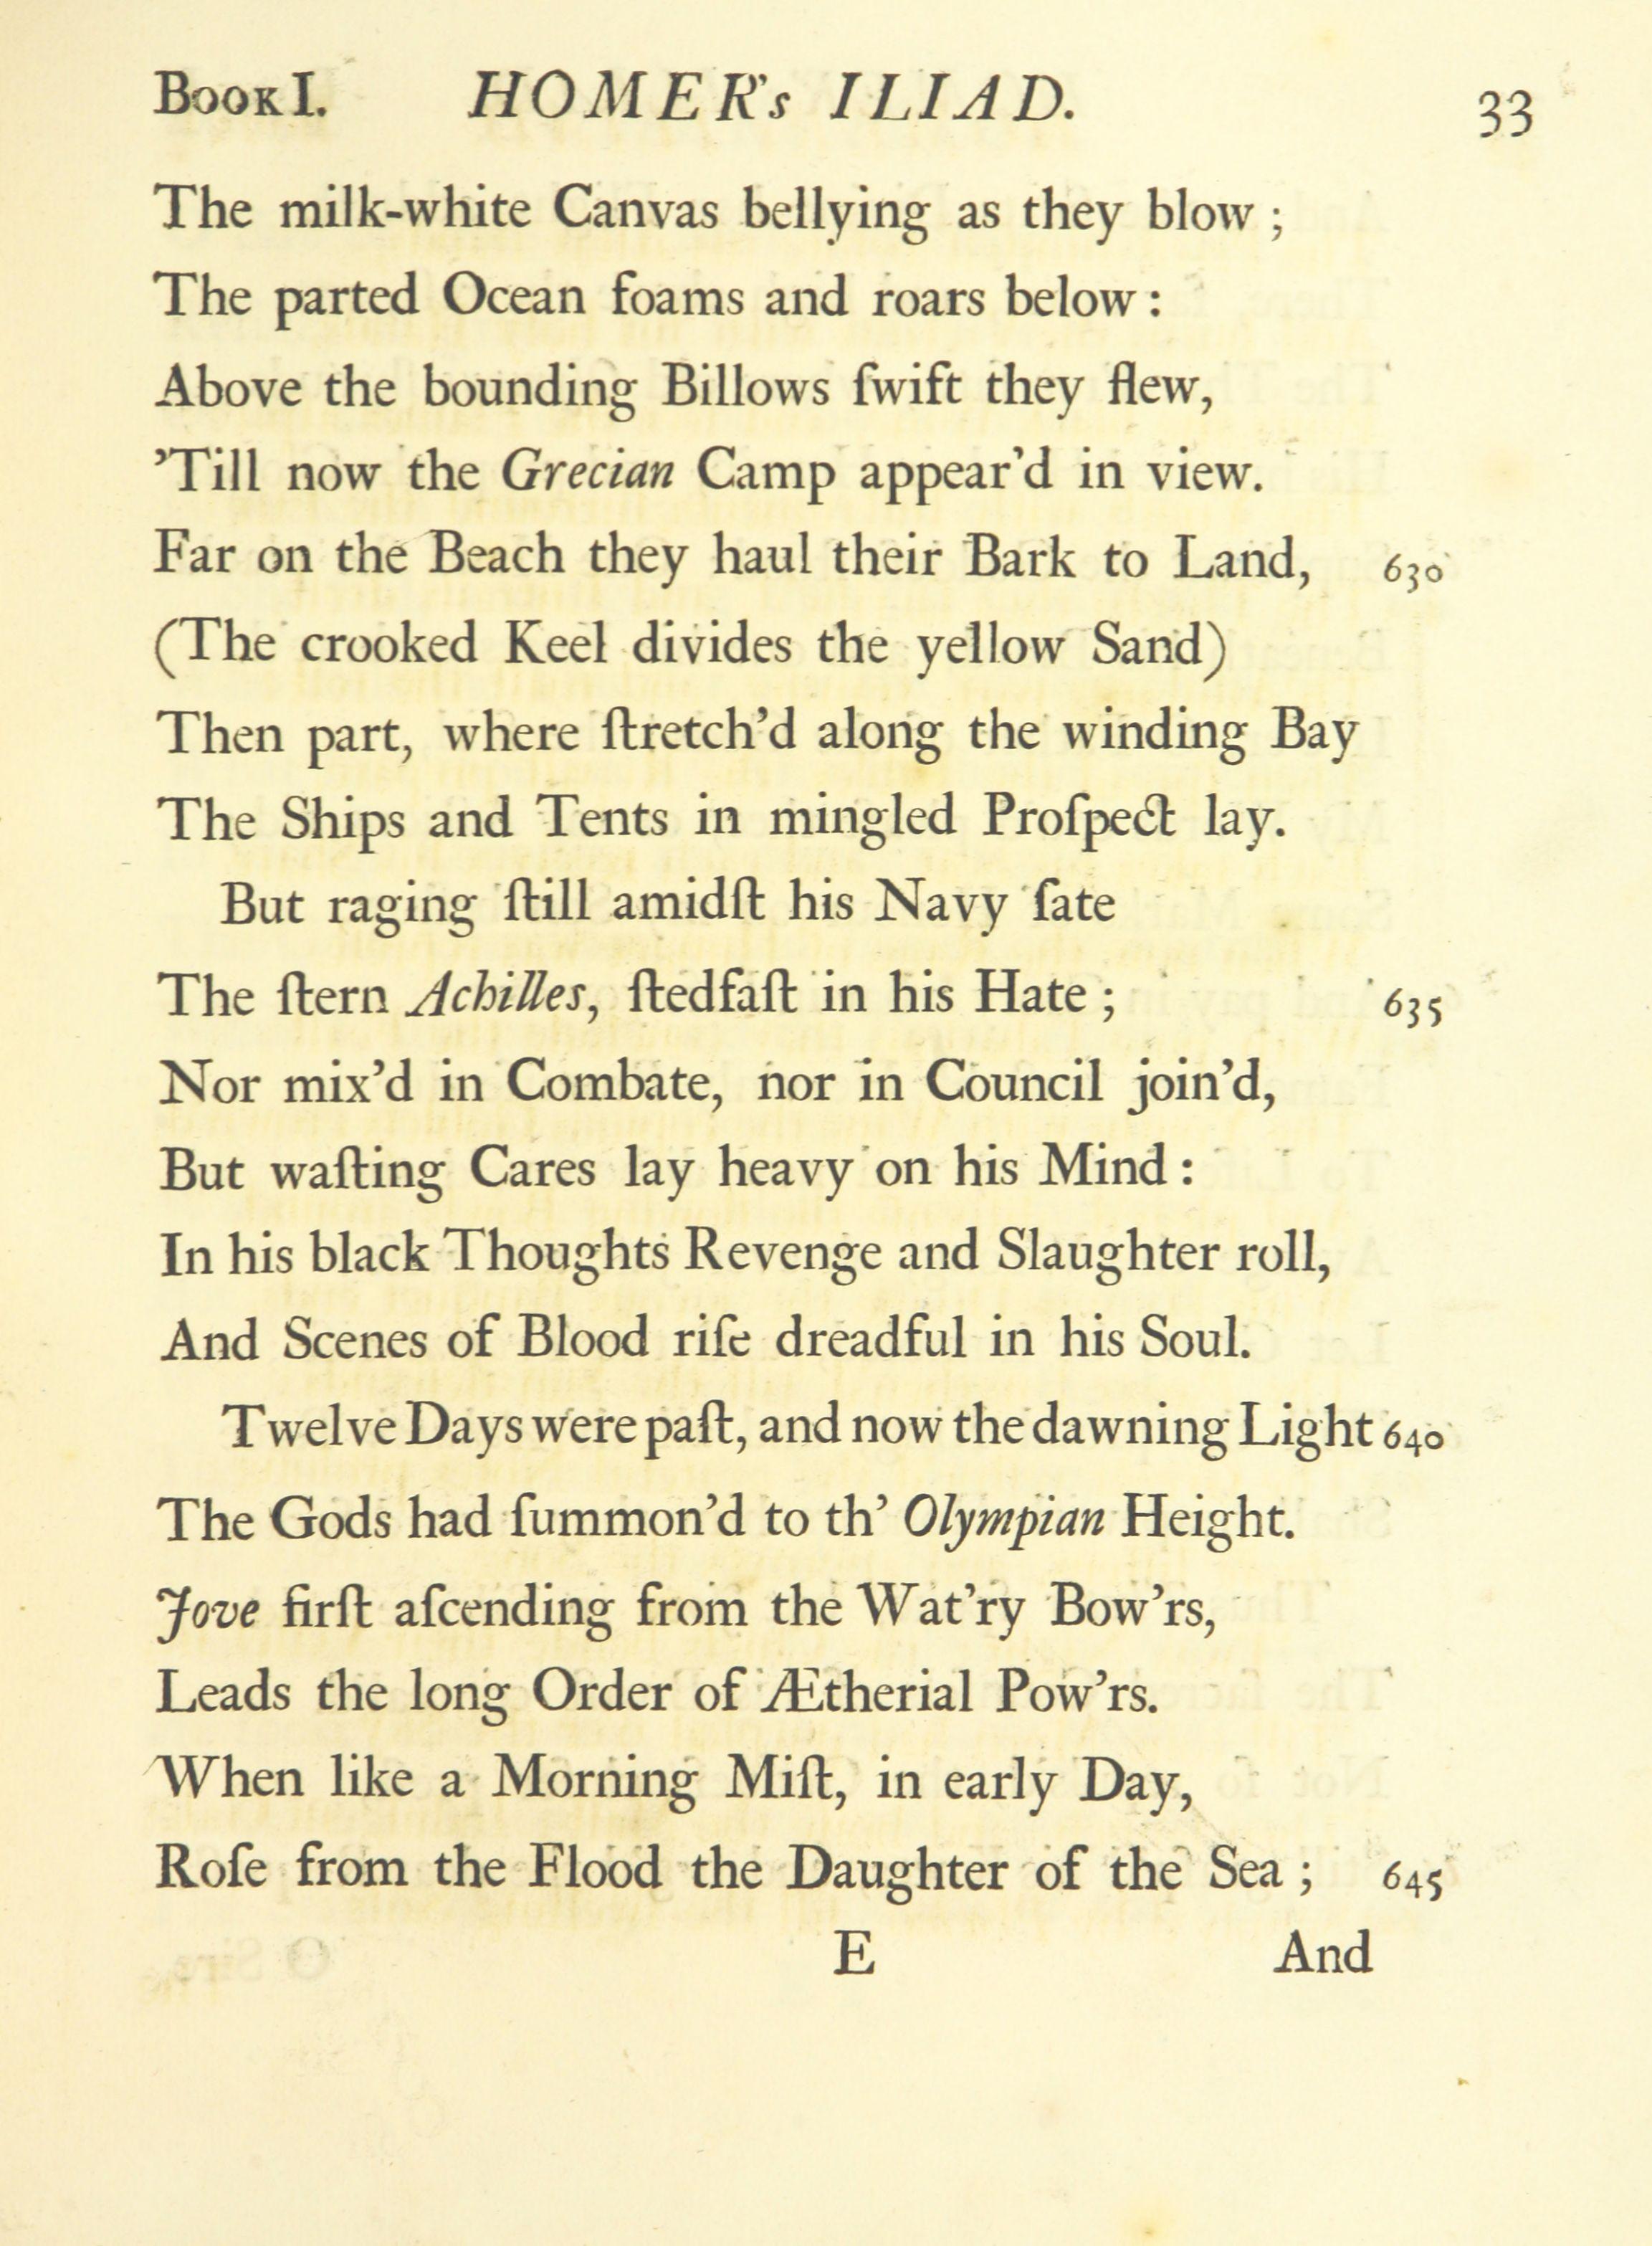 Book I. HOMER's ILIAD. 33
The milk-white Canvas bellying as they blow ;
The parted Ocean foams and roars below :
Above the bounding Billows ſwift they flew,
'Till now the Grecian Camp appear'd in view.
Far on the Beach they haul their Bark to Land, 630
(The crooked Keel divides the yellow Sand)
Then part, where ſtretch'd along the winding Bay
The Ships and Tents in mingled Proſpect lay.
But raging ſtill amidſt his Navy ſate
The ſtern Achilles, ſtedfaſt in his Hate ; 635
Nor mix'd in Combate, nor in Council join'd,
But waſting Cares lay heavy on his Mind :
In his black Thoughts Revenge and Slaughter roll,
And Scenes of Blood riſe dreadful in his Soul.
Twelve Days were paſt, and now the dawning Light 640
The Gods had ſummon'd to th' Olympian Height.
Jove firſt aſcending from the Wat'ry Bow'rs,
Leads the long Order of Ætherial Pow'rs.
When like a Morning Miſt, in early Day,
Roſe from the Flood the Daughter of the Sea ; 645
E And